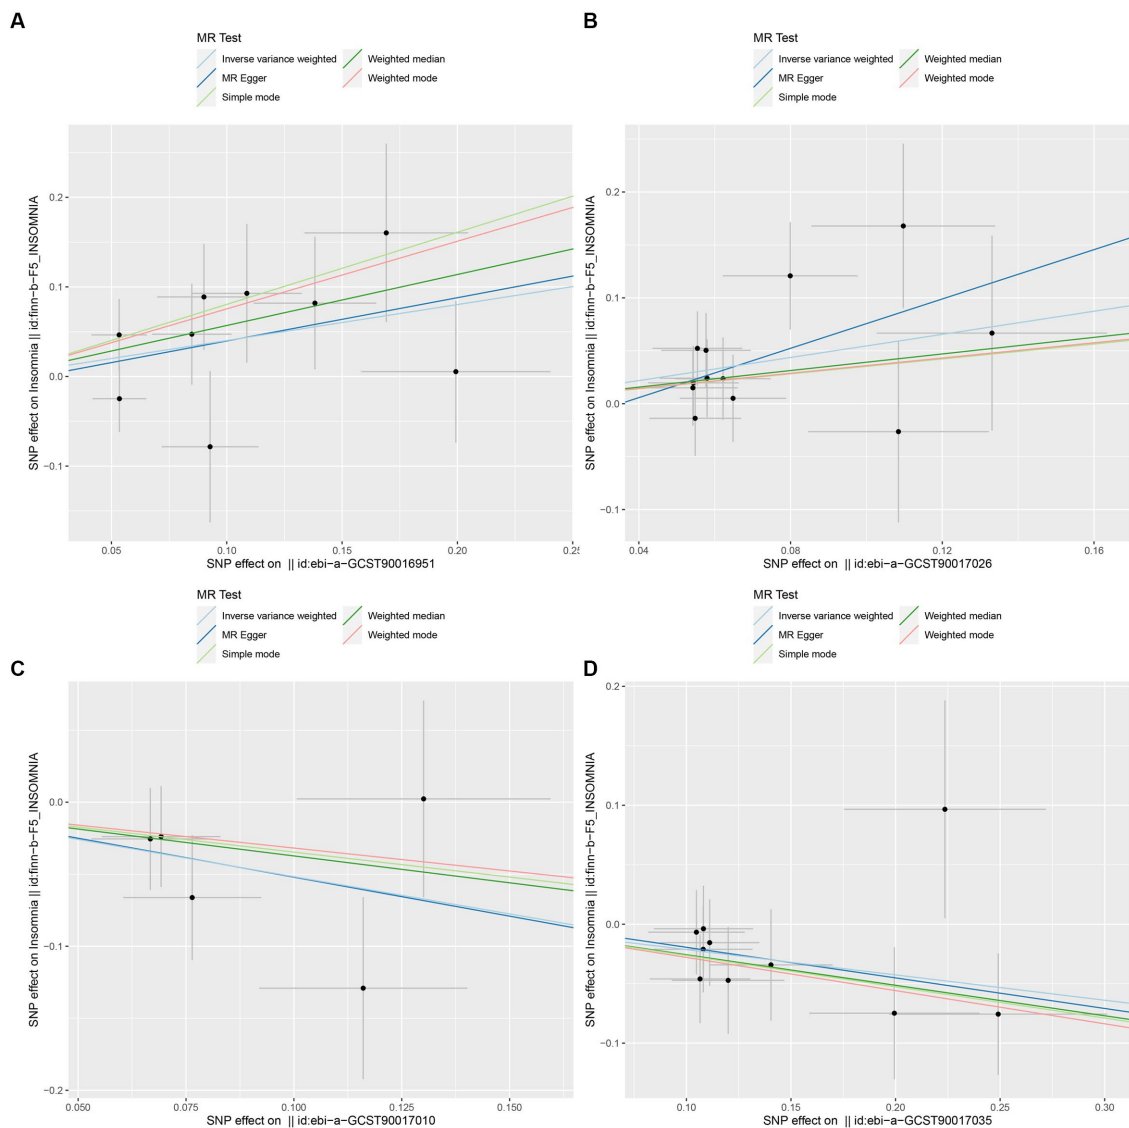 A
MR Test
Inverse variance weighted
Weighted median
MR Egger
Weighted mode
Simple mode
SNP effect on Insomnia || id:finn−b−F5_INSOMNIA
0.2
0.1
0.0
−0.1
0.05
0.10
0.15
0.20
0.25
SNP effect on || id:ebi−a−GCST90016951
B
MR Test
Inverse variance weighted
Weighted median
MR Egger
Weighted mode
Simple mode
SNP effect on Insomnia || id:finn−b−F5_INSOMNIA
0.2
0.1
0.0
−0.1
0.04
0.08
0.12
0.16
SNP effect on || id:ebi−a−GCST90017026
C
MR Test
Inverse variance weighted
Weighted median
MR Egger
Weighted mode
Simple mode
SNP effect on Insomnia || id:finn−b−F5_INSOMNIA
0.0
−0.1
−0.2
0.050
0.075
0.100
0.125
0.150
SNP effect on || id:ebi−a−GCST90017010
D
MR Test
Inverse variance weighted
Weighted median
MR Egger
Weighted mode
Simple mode
SNP effect on Insomnia || id:finn−b−F5_INSOMNIA
0.2
0.1
0.0
−0.1
0.10
0.15
0.20
0.25
0.30
SNP effect on || id:ebi−a−GCST90017035